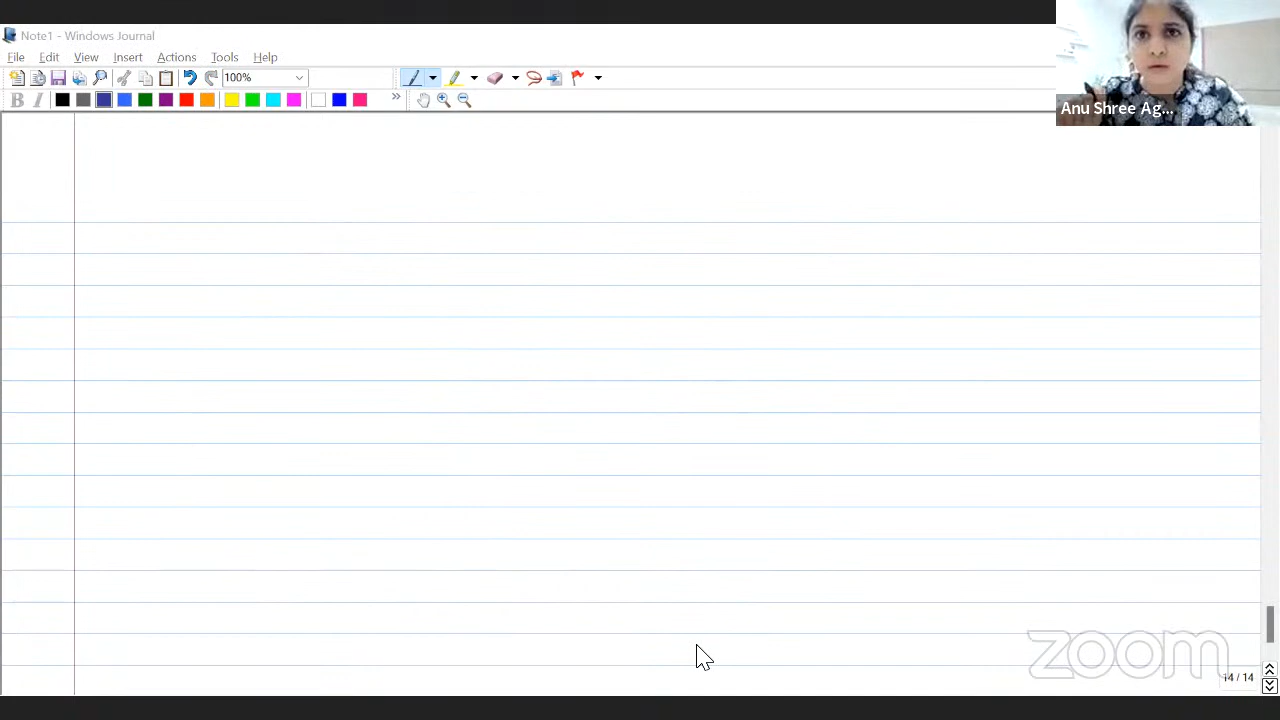 Note1 - Windows Journal
File Edit View Insert Actions Tools Help
100%
B I
Anu Shree Ag...
zoom
14 / 14